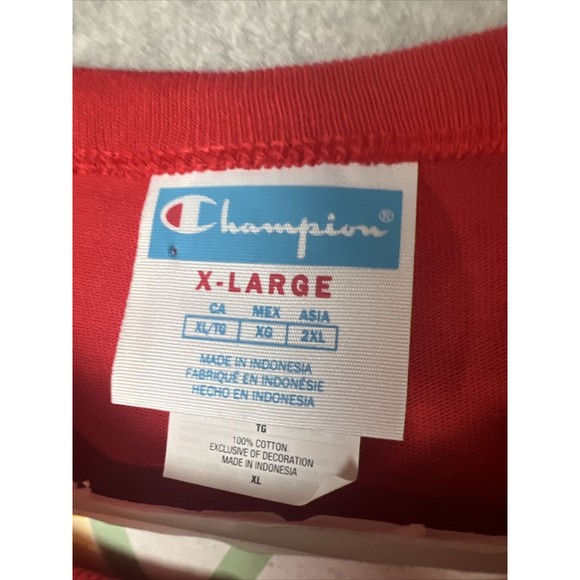 Champion®
X-LARGE
CA MEX ASIA
XL/TG XG 2XL
MADE IN INDONESIA
FABRIQUÉ EN INDONÉSIE
HECHO EN INDONESIA
TG
100% COTTON.
EXCLUSIVE OF DECORATION
MADE IN INDONESIA
XL